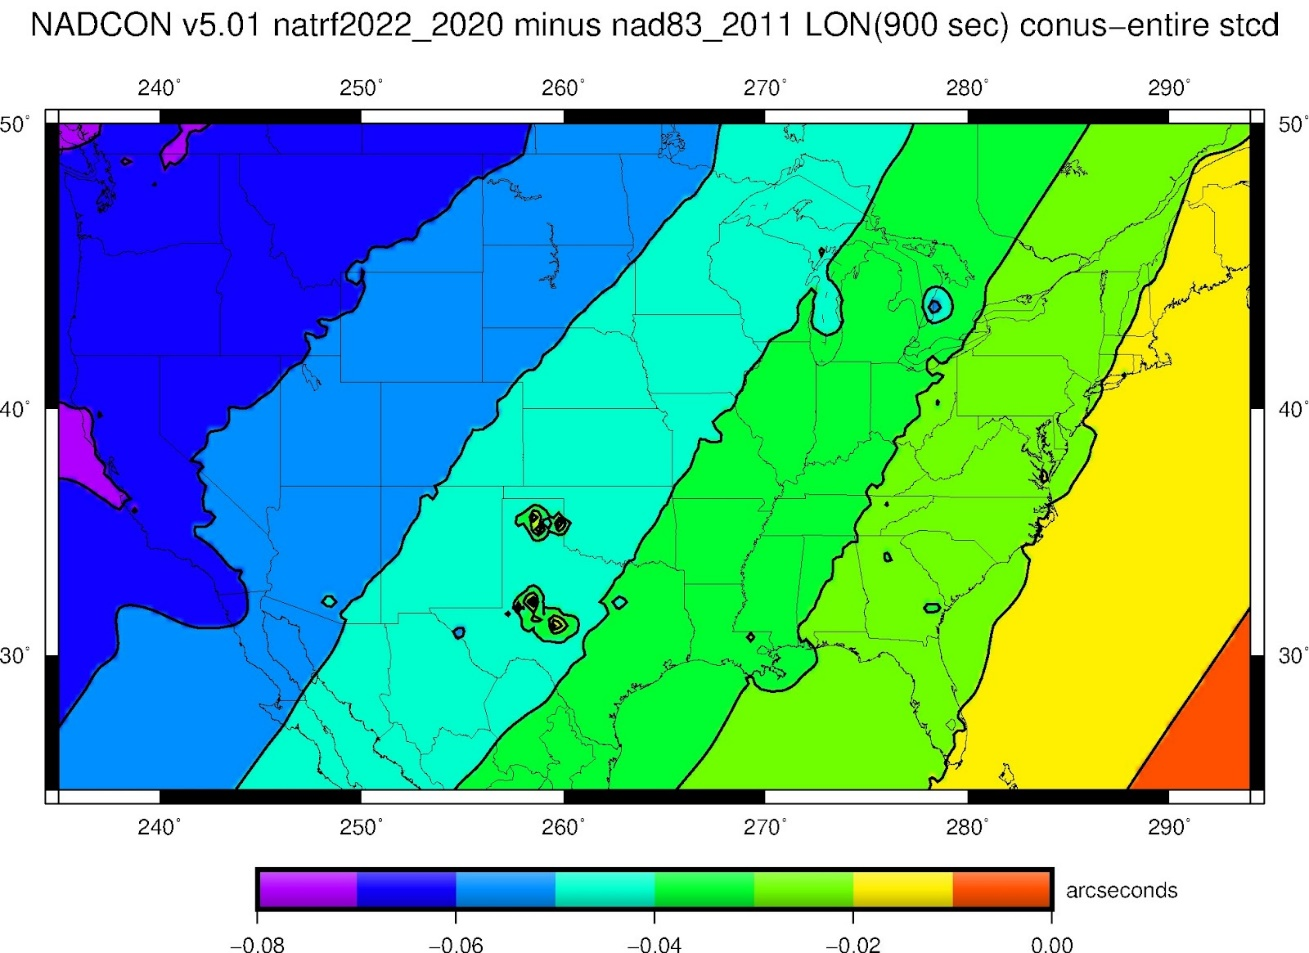 NADCON v5.01 natrf2022_2020 minus nad83_2011 LON(900 sec) conus−entire stcd
240° 250° 260° 270° 280° 290°
50° 50°
40° 40°
30° 30°
240° 250° 260° 270° 280° 290°
arcseconds
−0.08 −0.06 −0.04 −0.02 0.00